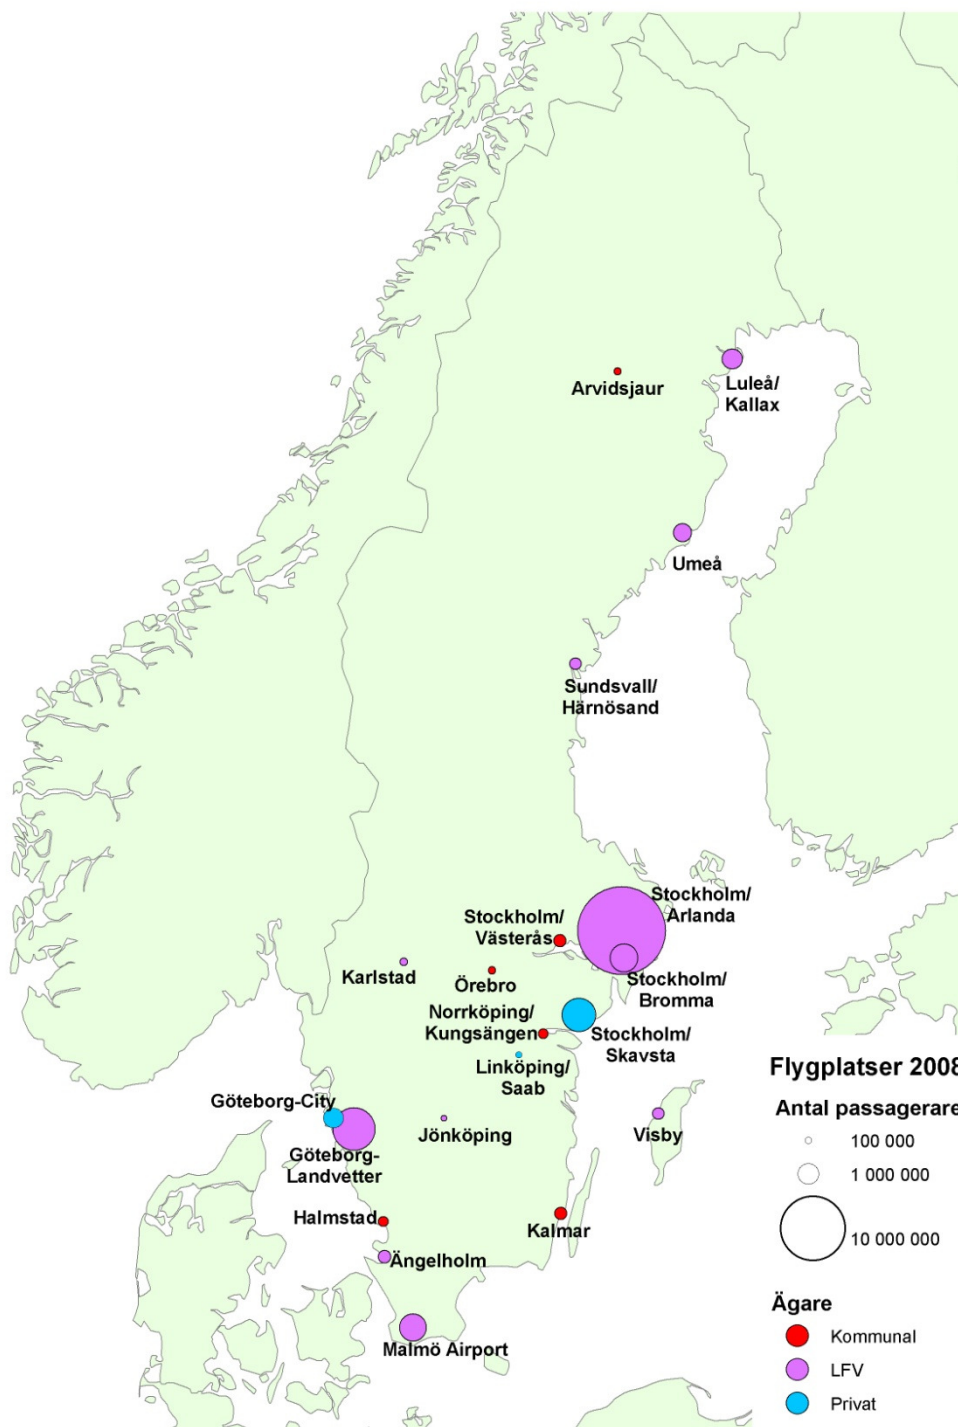 Arvidsjaur
Luleå/
Kallax
Umeå
Sundsvall/
Härnösand
Stockholm/
Arlanda
Stockholm/
Västerås
Stockholm/
Bromma
Karlstad
Örebro
Norrköping/
Kungsängen
Stockholm/
Skavsta
Linköping/
Saab
Göteborg-City
Göteborg-
Landvetter
Jönköping
Visby
Halmstad
Kalmar
Ängelholm
Malmö Airport
Flygplatser 2008
Antal passagerare
100 000
1 000 000
10 000 000
Ägare
Kommunal
LFV
Privat